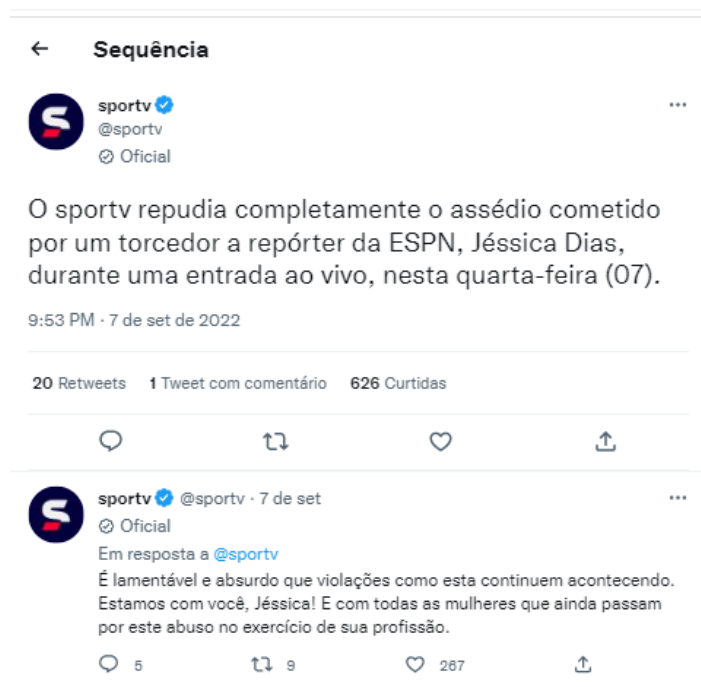 Sequência
sportv
@sportv
Oficial
O sportv repudia completamente o assédio cometido
por um torcedor a repórter da ESPN, Jéssica Dias,
durante uma entrada ao vivo, nesta quarta-feira (07).
9:53 PM · 7 de set de 2022
20 Retweets 1 Tweet com comentário 626 Curtidas
sportv @sportv · 7 de set
Oficial
Em resposta a @sportv
É lamentável e absurdo que violações como esta continuem acontecendo.
Estamos com você, Jéssica! E com todas as mulheres que ainda passam
por este abuso no exercício de sua profissão.
5 9 267